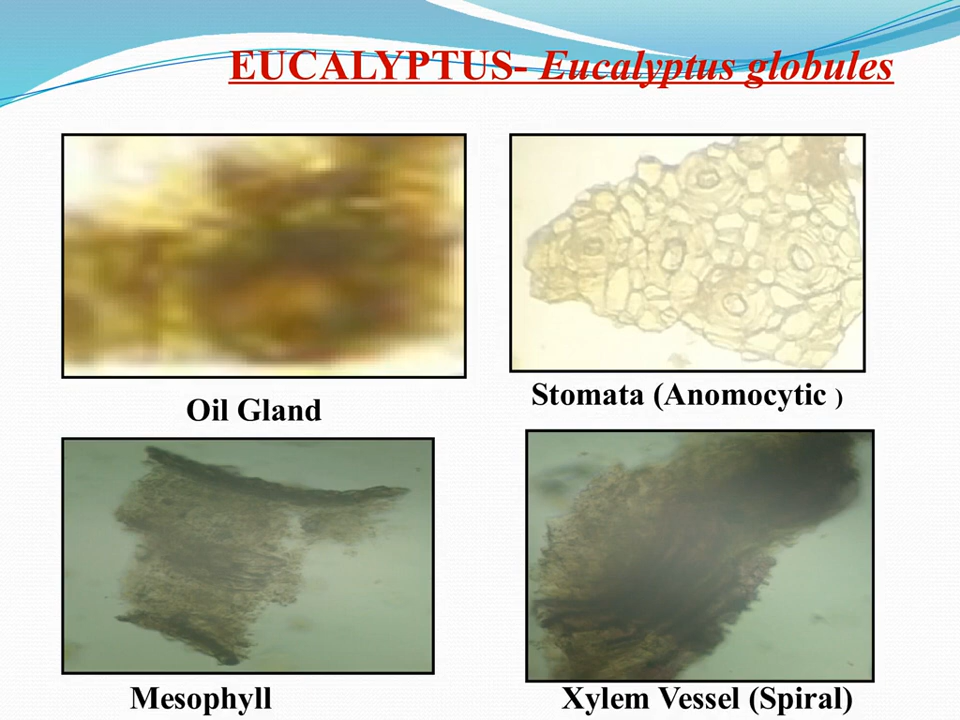 EUCALYPTUS- Eucalyptus globules
Oil Gland
Stomata (Anomocytic )
Mesophyll
Xylem Vessel (Spiral)